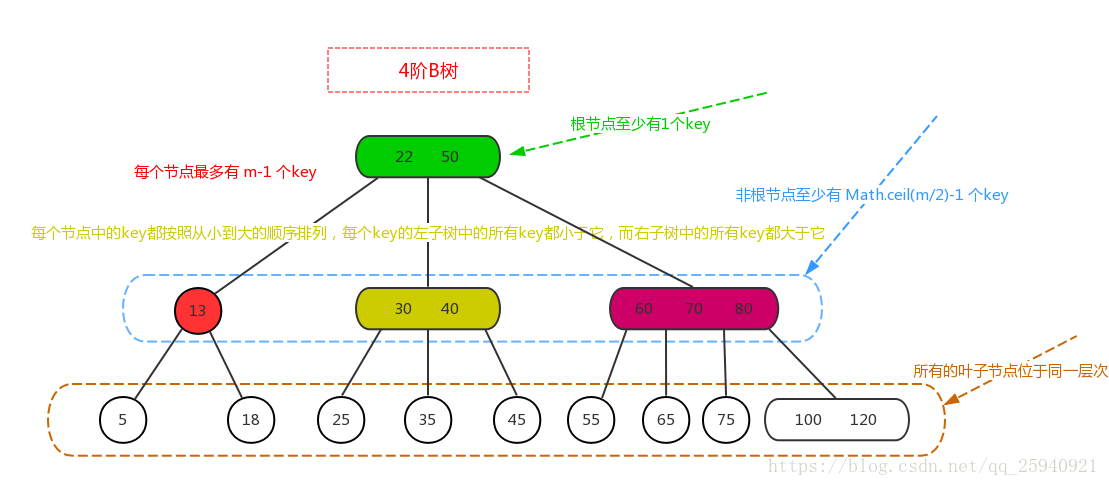 4阶B树
根节点至少有1个key
22 50
每个节点最多有 m-1 个key
非根节点至少有 Math.ceil(m/2)-1 个key
每个节点中的key都按照从小到大的顺序排列，每个key的左子树中的所有key都小于它，而右子树中的所有key都大于它
13 30 40 60 70 80
所有的叶子节点位于同一层次
5 18 25 35 45 55 65 75 100 120
https://blog.csdn.net/qq_25940921